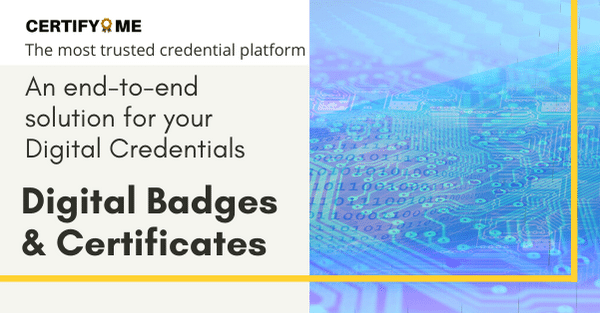 CERTIFYME
The most trusted credential platform
An end-to-end
solution for your
Digital Credentials
Digital Badges
& Certificates